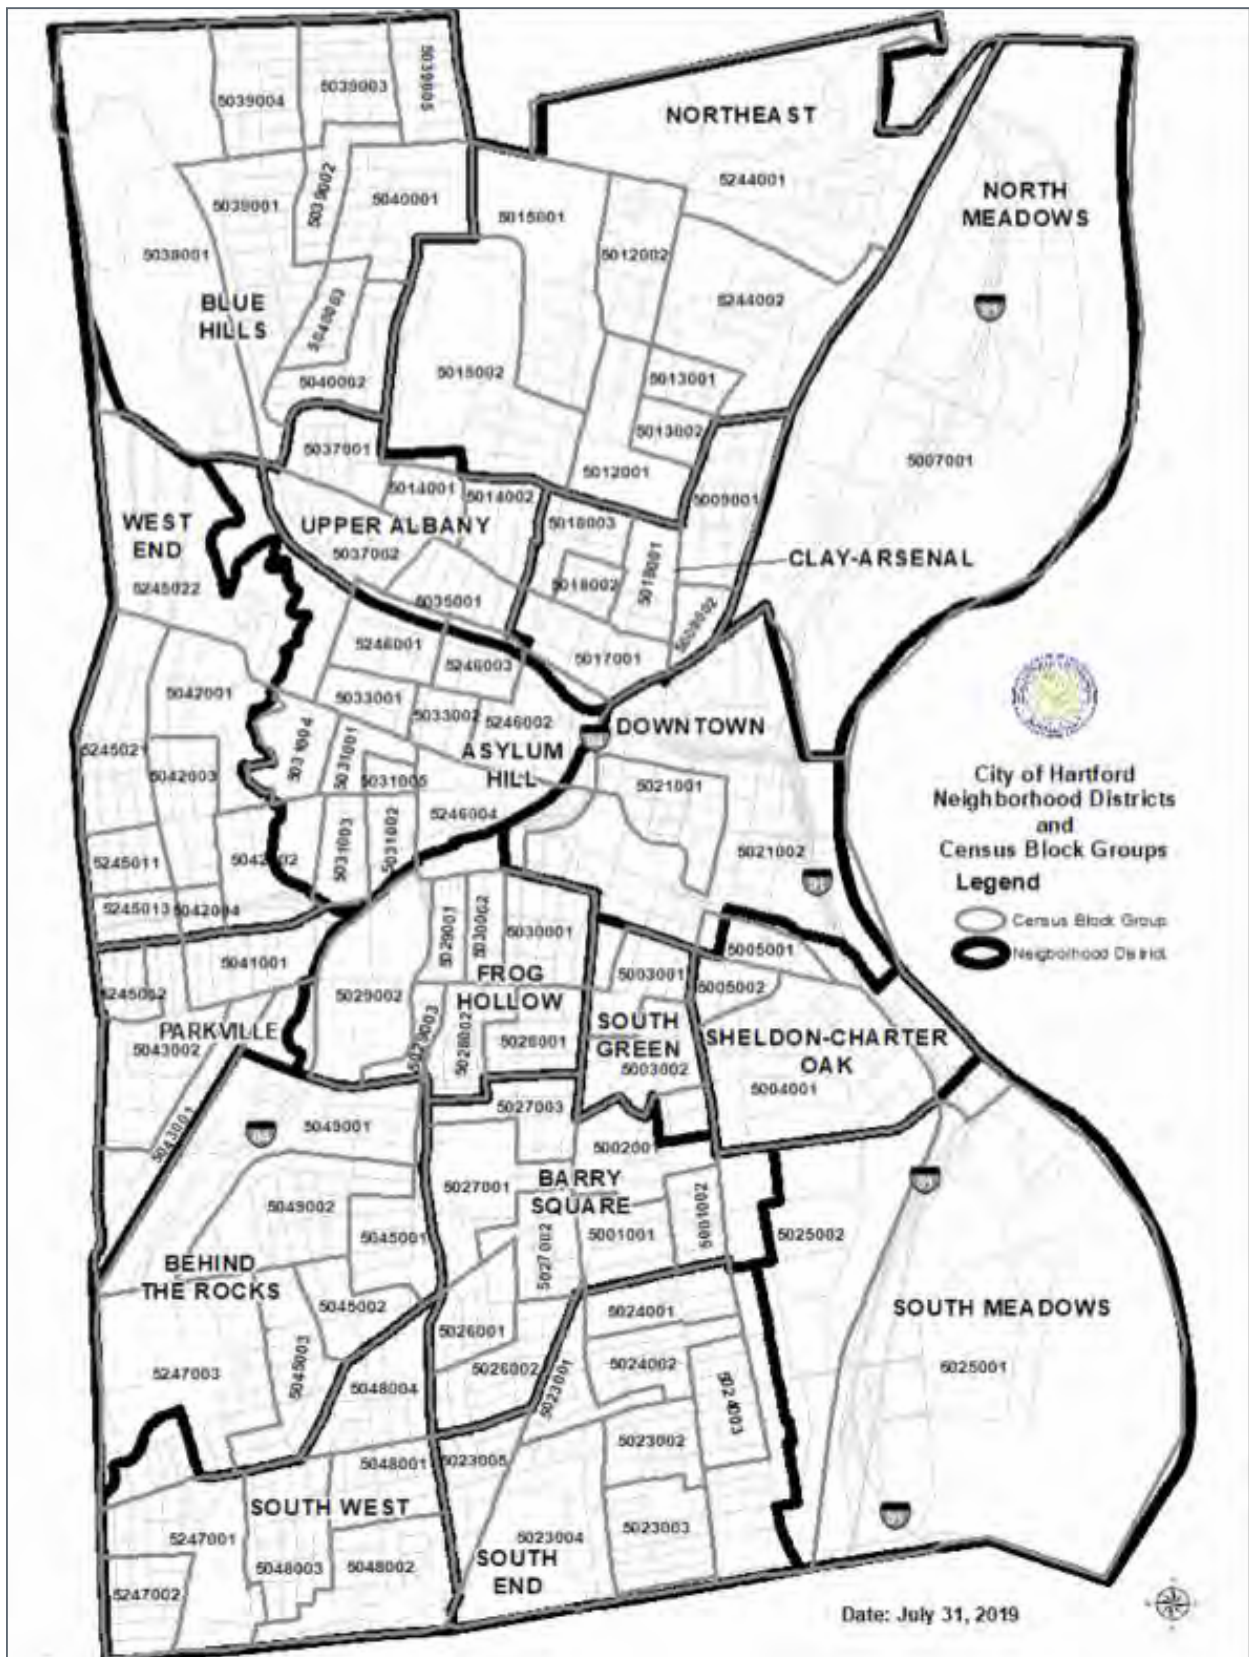 5039004
5039003
5039005
NORTHEAST
5244001
5039002
5039001
5040001
5015001
NORTH
MEADOWS
5038001
5012002
5244002
BLUE
HILLS
5040003
5040002
5015002
5013001
5013002
5037001
5012001
5007001
5014001
5014002
5009001
WEST
END
UPPER ALBANY
5018003
5037002
CLAY-ARSENAL
5018001
5018002
5245022
5035001
5009002
5246001
5246003
5017001
5042001
5033001
5033002
5246002
DOWNTOWN
5031004
5031001
ASYLUM
HILL
5245021
5042003
5031005
5021001
City of Hartford
Neighborhood Districts
and
Census Block Groups
5246004
5031003
5031002
5021002
5245011
5042002
Legend
5245013
5042004
Census Block Group
Neigborhood District
5029001
5030002
5030001
5005001
5041001
5003001
FROG
HOLLOW
5005002
5245012
5029002
PARKVILLE
SOUTH
GREEN
SHELDON-CHARTER
OAK
5043002
5029003
5028002
5028001
5003002
5004001
5027003
5043001
5049001
5002001
BARRY
SQUARE
5027001
5001002
5049002
5045001
5027002
5001001
5025002
BEHIND
THE ROCKS
5045002
5024001
SOUTH MEADOWS
5026001
5045003
5026002
5023001
5024002
5025001
5247003
5048004
5024003
5023002
5048001
SOUTH WEST
5247001
5023004
5023003
5048003
5048002
SOUTH
END
5247002
Date: July 31, 2019